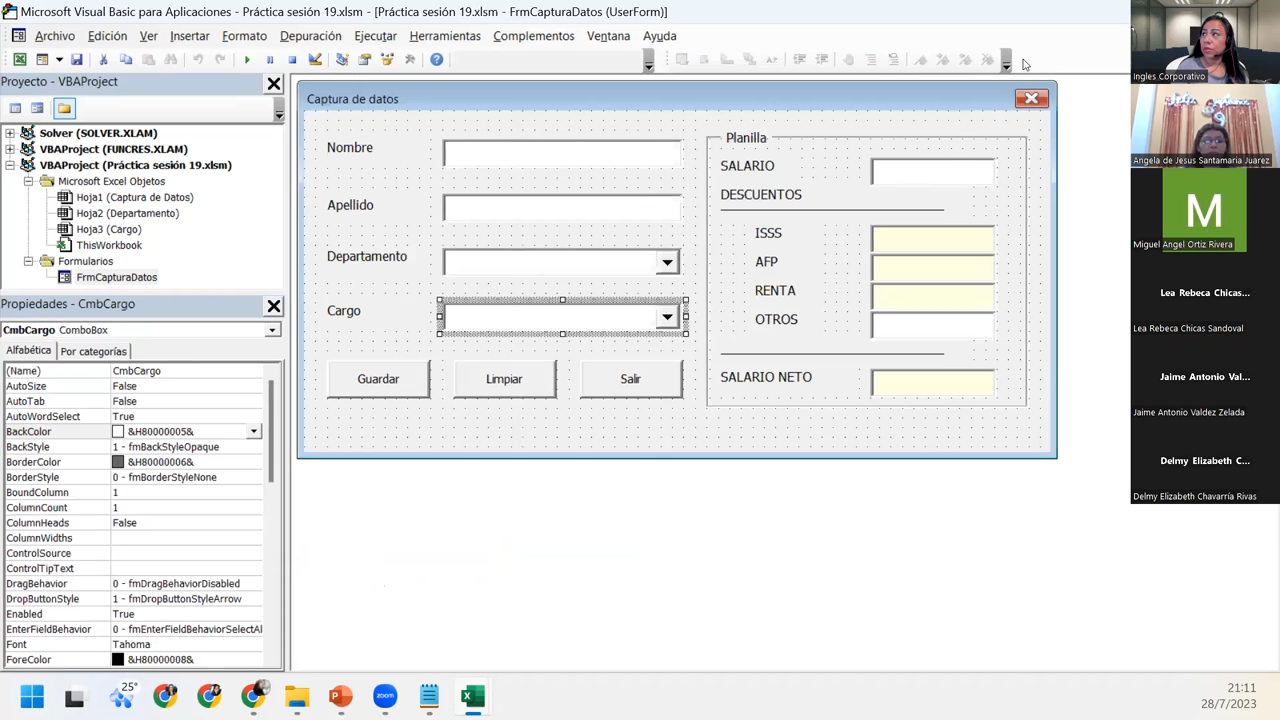 Microsoft Visual Basic para Aplicaciones - Práctica sesión 19.xlsm - [Práctica sesión 19.xlsm - FrmCapturaDatos (UserForm)]
Archivo Edición Ver Insertar Formato Depuración Ejecutar Herramientas Complementos Ventana Ayuda
Proyecto - VBAProject
Solver (SOLVER.XLAM)
VBAProject (FUNCRES.XLAM)
VBAProject (Práctica sesión 19.xlsm)
Microsoft Excel Objetos
Hoja1 (Captura de Datos)
Hoja2 (Departamento)
Hoja3 (Cargo)
ThisWorkbook
Formularios
FrmCapturaDatos
Propiedades - CmbCargo
CmbCargo ComboBox
Alfabética Por categorías
(Name) CmbCargo
AutoSize False
AutoTab False
AutoWordSelect True
BackColor &H80000005&
BackStyle 1 - fmBackStyleOpaque
BorderColor &H80000006&
BorderStyle 0 - fmBorderStyleNone
BoundColumn 1
ColumnCount 1
ColumnHeads False
ColumnWidths
ControlSource
ControlTipText
DragBehavior 0 - fmDragBehaviorDisabled
DropButtonStyle 1 - fmDropButtonStyleArrow
Enabled True
EnterFieldBehavior 0 - fmEnterFieldBehaviorSelectAl
Font Tahoma
ForeColor &H80000008&
Captura de datos
Nombre
Apellido
Departamento
Cargo
Guardar Limpiar Salir
Planilla
SALARIO
DESCUENTOS
ISSS
AFP
RENTA
OTROS
SALARIO NETO
Ingles Corporativo
Angela de Jesus Santamaria Juarez
M
Miguel Angel Ortiz Rivera
Lea Rebeca Chicas...
Lea Rebeca Chicas Sandoval
Jaime Antonio Val...
Jaime Antonio Valdez Zelada
Delmy Elizabeth C...
Delmy Elizabeth Chavarría Rivas
25°
zoom
21:11
28/7/2023